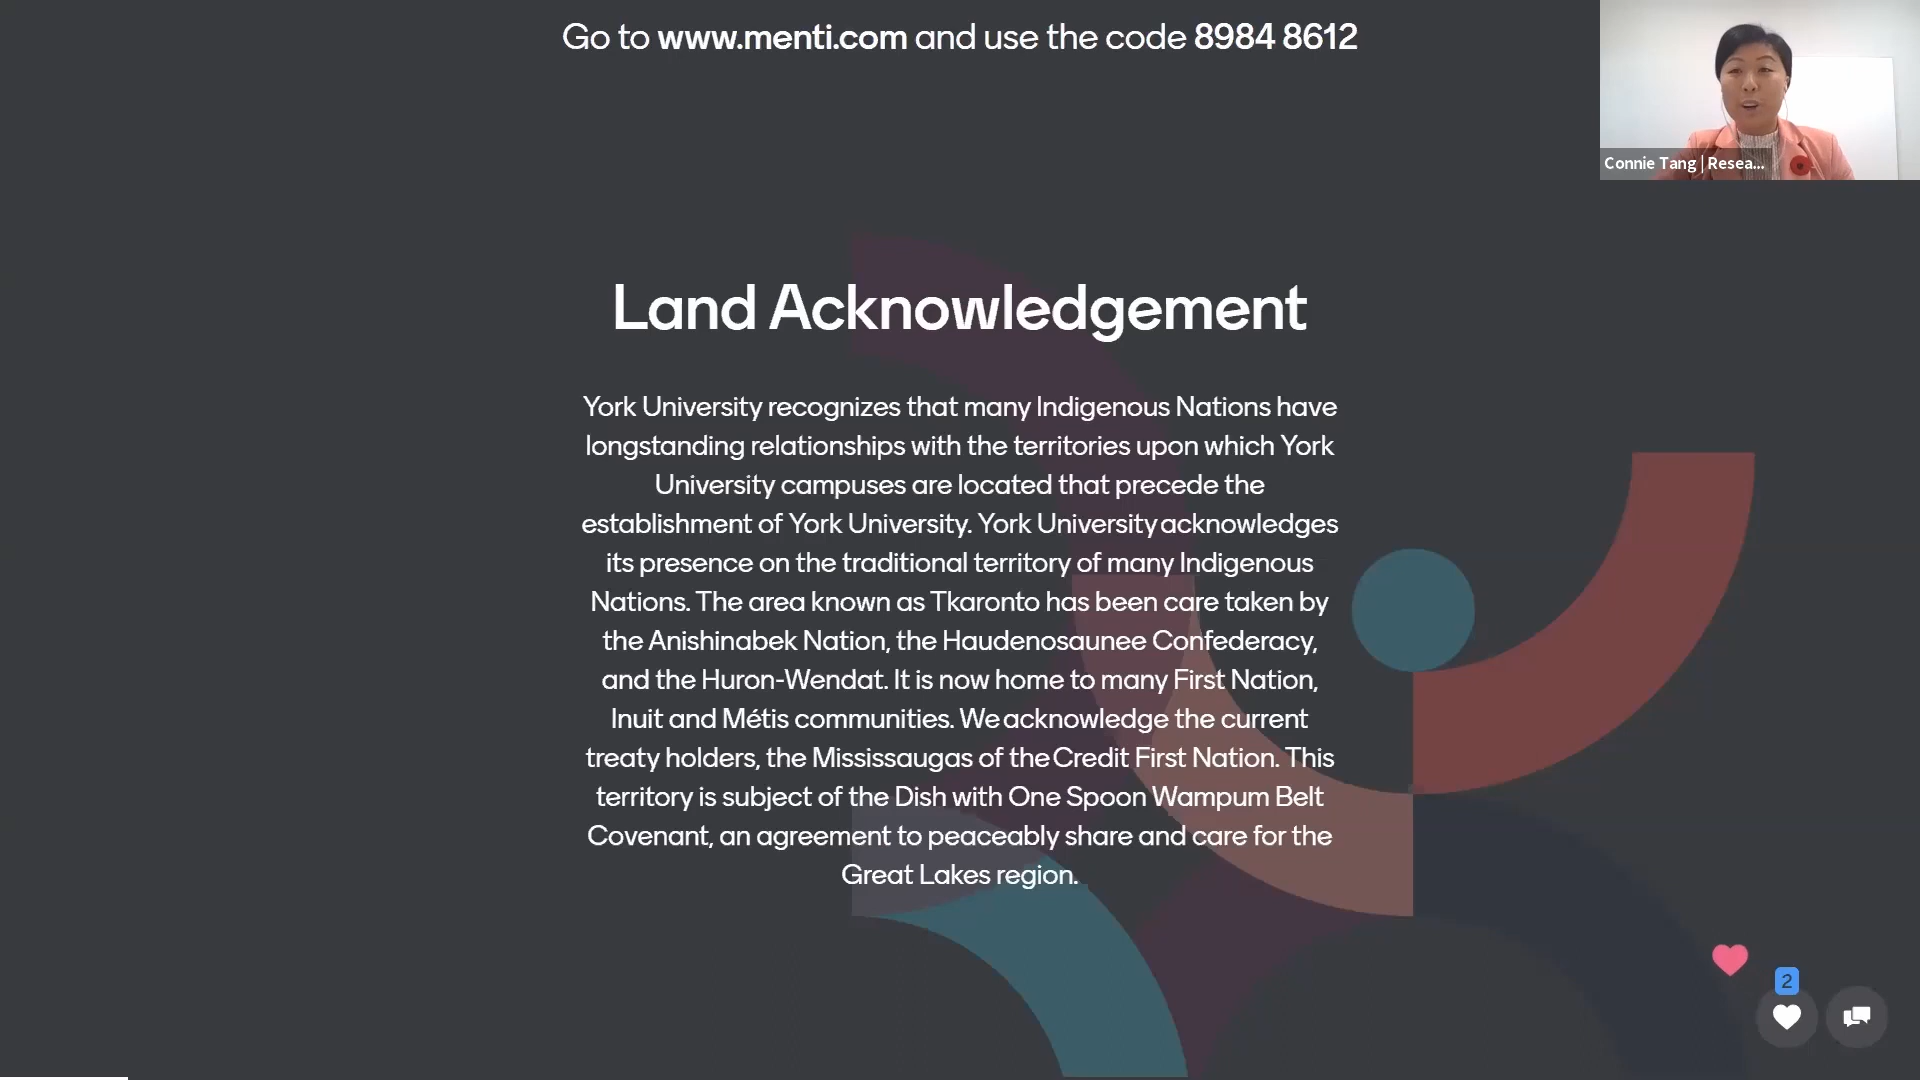 Go to www.menti.com and use the code 8984 8612
Connie Tang | Resea...
Land Acknowledgement
York University recognizes that many Indigenous Nations have
longstanding relationships with the territories upon which York
University campuses are located that precede the
establishment of York University. York University acknowledges
its presence on the traditional territory of many Indigenous
Nations. The area known as Tkaronto has been care taken by
the Anishinabek Nation, the Haudenosaunee Confederacy,
and the Huron-Wendat. It is now home to many First Nation,
Inuit and Métis communities. We acknowledge the current
treaty holders, the Mississaugas of the Credit First Nation. This
territory is subject of the Dish with One Spoon Wampum Belt
Covenant, an agreement to peaceably share and care for the
Great Lakes region.
2